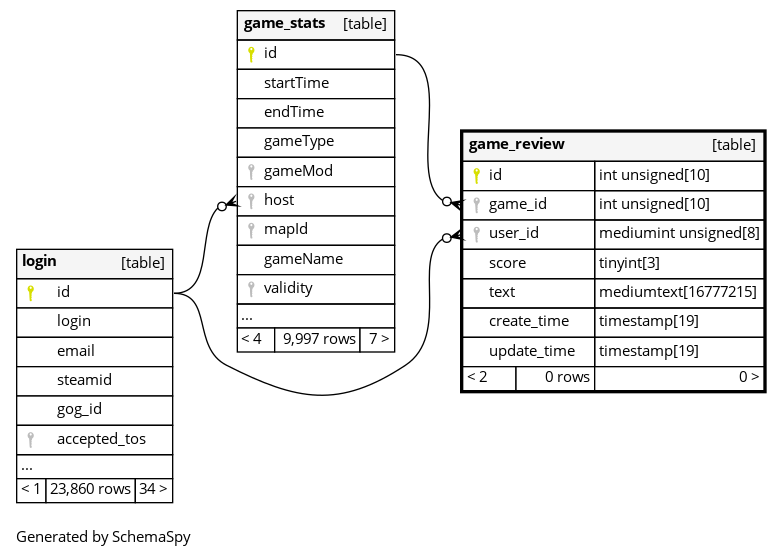 game_stats [table]
id
startTime
endTime
gameType
gameMod
host
mapId
gameName
validity
...
< 4 9,997 rows 7 >
game_review [table]
id int unsigned[10]
game_id int unsigned[10]
user_id mediumint unsigned[8]
score tinyint[3]
text mediumtext[16777215]
create_time timestamp[19]
update_time timestamp[19]
< 2 0 rows 0 >
login [table]
id
login
email
steamid
gog_id
accepted_tos
...
< 1 23,860 rows 34 >
Generated by SchemaSpy